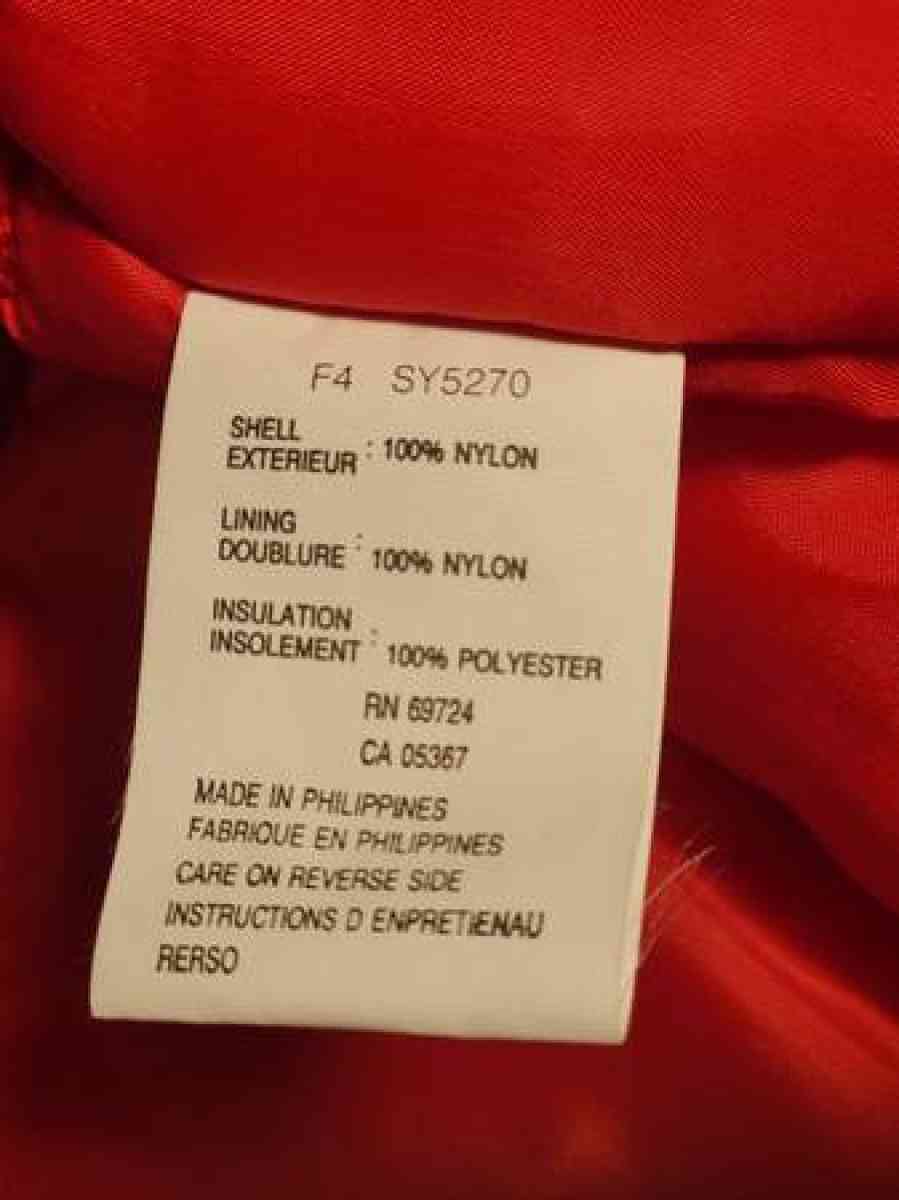 F4 SY5270
SHELL
EXTERIEUR : 100% NYLON
LINING
DOUBLURE : 100% NYLON
INSULATION
INSOLEMENT : 100% POLYESTER
RN 69724
CA 05367
MADE IN PHILIPPINES
FABRIQUE EN PHILIPPINES
CARE ON REVERSE SIDE
INSTRUCTIONS D ENPRETIENAU
RERSO